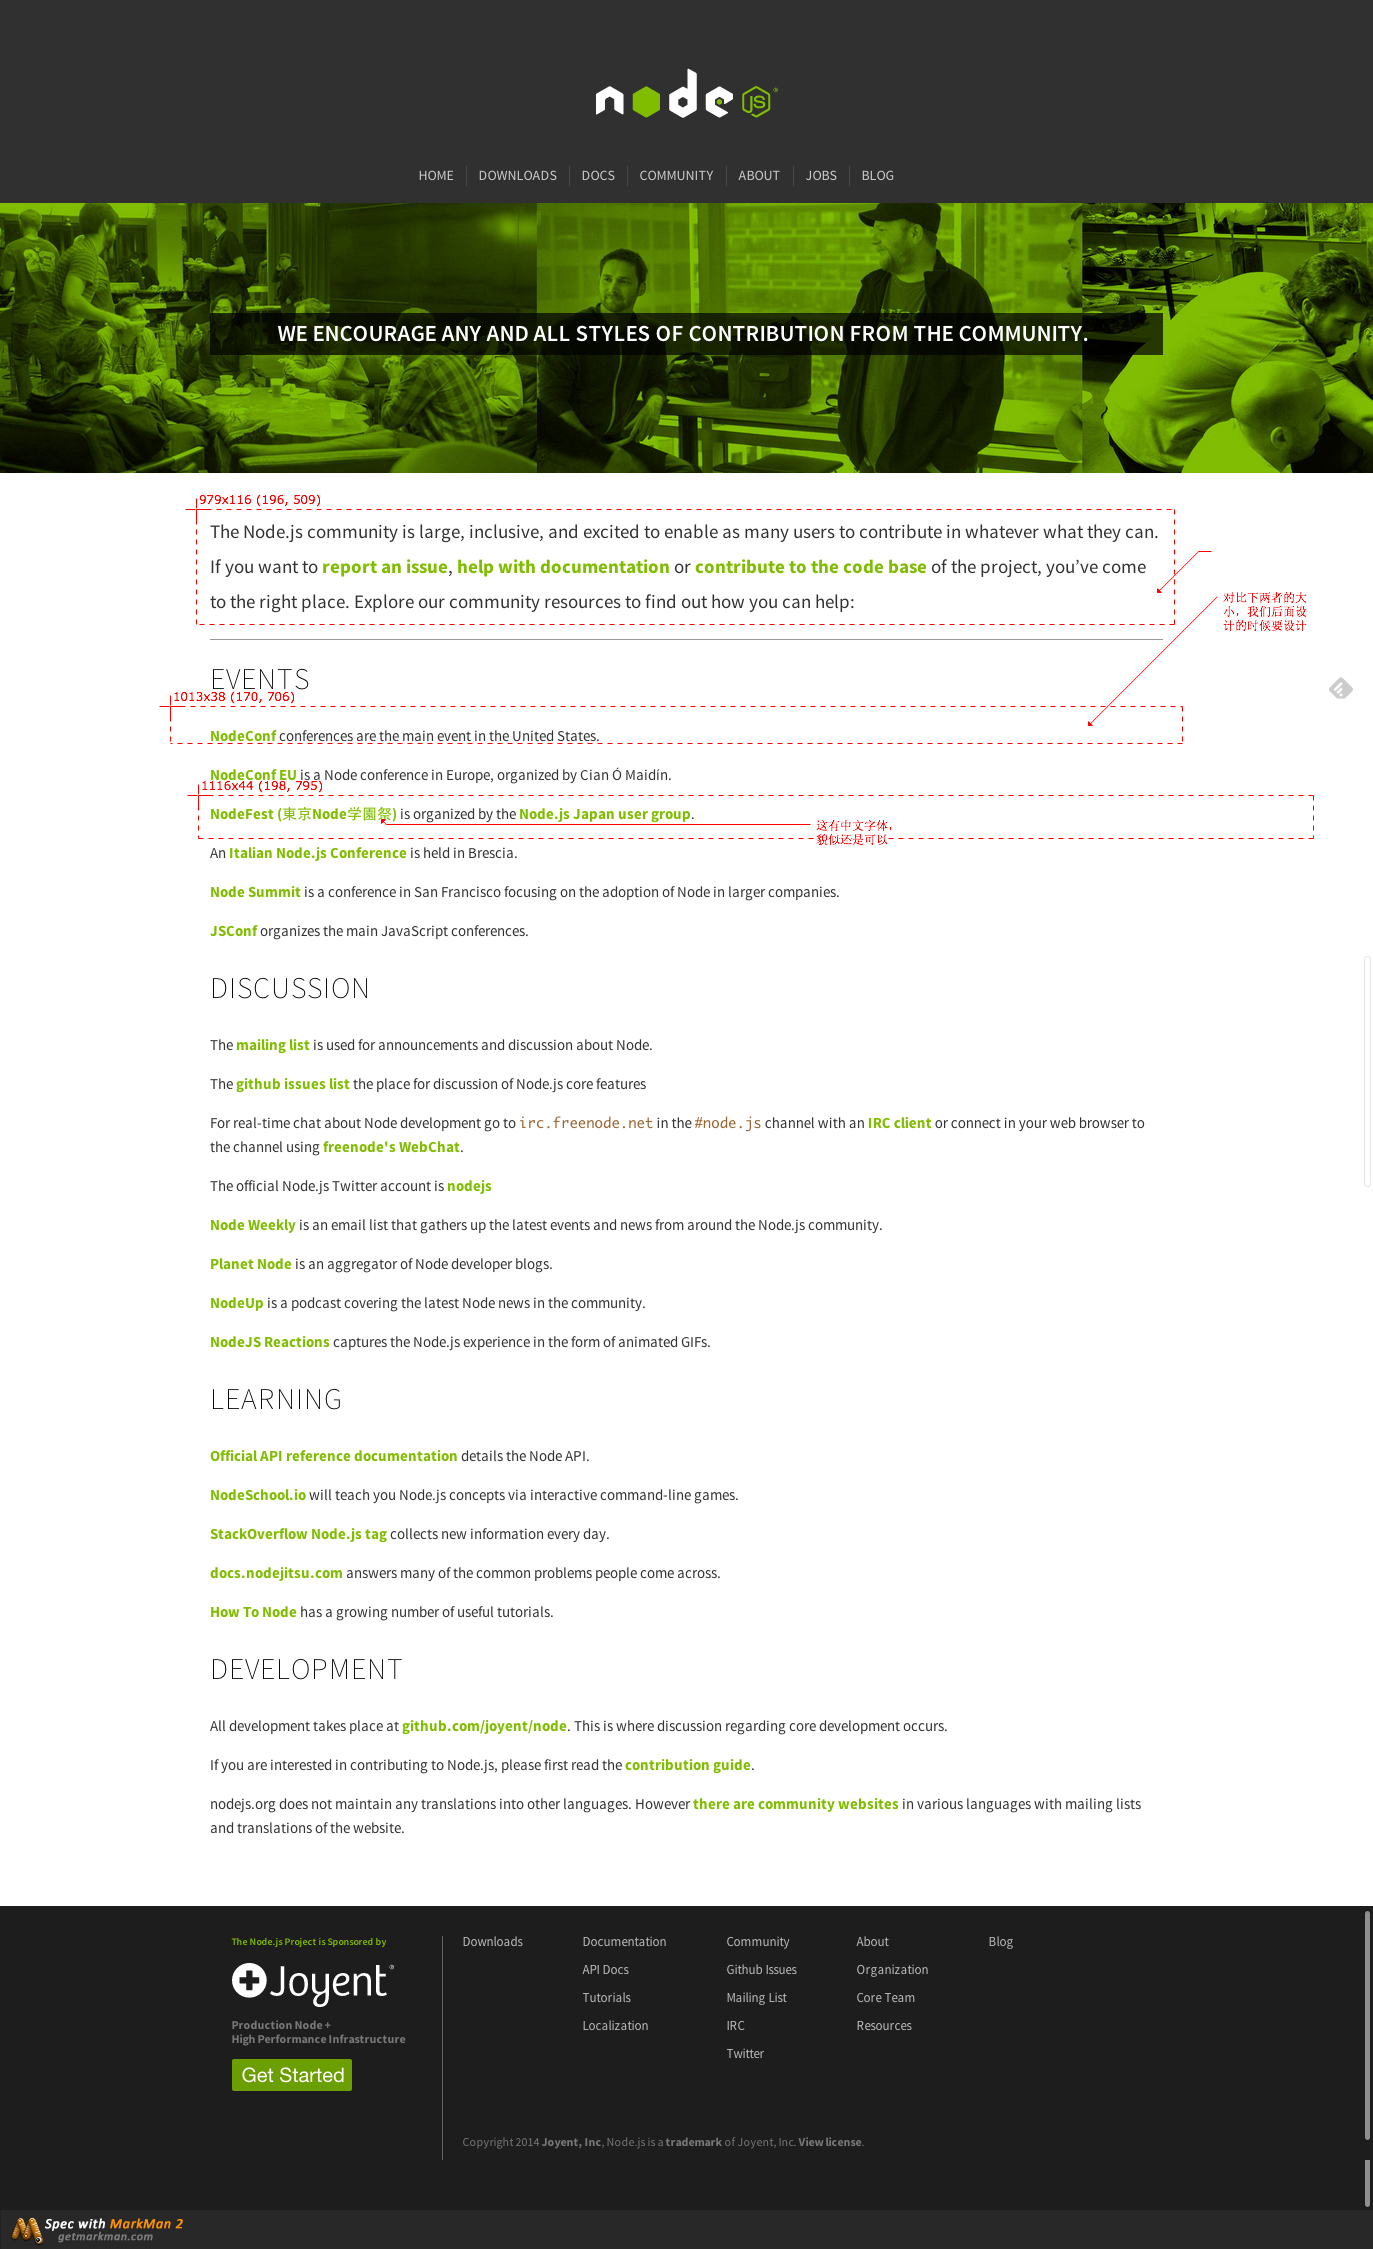 node JS
HOME DOWNLOADS DOCS COMMUNITY ABOUT JOBS BLOG
WE ENCOURAGE ANY AND ALL STYLES OF CONTRIBUTION FROM THE COMMUNITY.
979x116 (196, 509)
The Node.js community is large, inclusive, and excited to enable as many users to contribute in whatever what they can.
If you want to report an issue, help with documentation or contribute to the code base of the project, you’ve come
to the right place. Explore our community resources to find out how you can help:
对比下两者的大
小，我们后面设
计的时候要设计
EVENTS
1013x38 (170, 706)
NodeConf conferences are the main event in the United States.
NodeConf EU is a Node conference in Europe, organized by Cian Ó Maidín.
1116x44 (198, 795)
NodeFest (東京Node学園祭) is organized by the Node.js Japan user group.
这有中文字体，
貌似还是可以
An Italian Node.js Conference is held in Brescia.
Node Summit is a conference in San Francisco focusing on the adoption of Node in larger companies.
JSConf organizes the main JavaScript conferences.
DISCUSSION
The mailing list is used for announcements and discussion about Node.
The github issues list the place for discussion of Node.js core features
For real-time chat about Node development go to irc.freenode.net in the #node.js channel with an IRC client or connect in your web browser to
the channel using freenode's WebChat.
The official Node.js Twitter account is nodejs
Node Weekly is an email list that gathers up the latest events and news from around the Node.js community.
Planet Node is an aggregator of Node developer blogs.
NodeUp is a podcast covering the latest Node news in the community.
NodeJS Reactions captures the Node.js experience in the form of animated GIFs.
LEARNING
Official API reference documentation details the Node API.
NodeSchool.io will teach you Node.js concepts via interactive command-line games.
StackOverflow Node.js tag collects new information every day.
docs.nodejitsu.com answers many of the common problems people come across.
How To Node has a growing number of useful tutorials.
DEVELOPMENT
All development takes place at github.com/joyent/node. This is where discussion regarding core development occurs.
If you are interested in contributing to Node.js, please first read the contribution guide.
nodejs.org does not maintain any translations into other languages. However there are community websites in various languages with mailing lists
and translations of the website.
The Node.js Project is Sponsored by
Joyent®
Production Node +
High Performance Infrastructure
Get Started
Downloads Documentation Community About Blog
API Docs Github Issues Organization
Tutorials Mailing List Core Team
Localization IRC Resources
Twitter
Copyright 2014 Joyent, Inc, Node.js is a trademark of Joyent, Inc. View license.
Spec with MarkMan 2
getmarkman.com